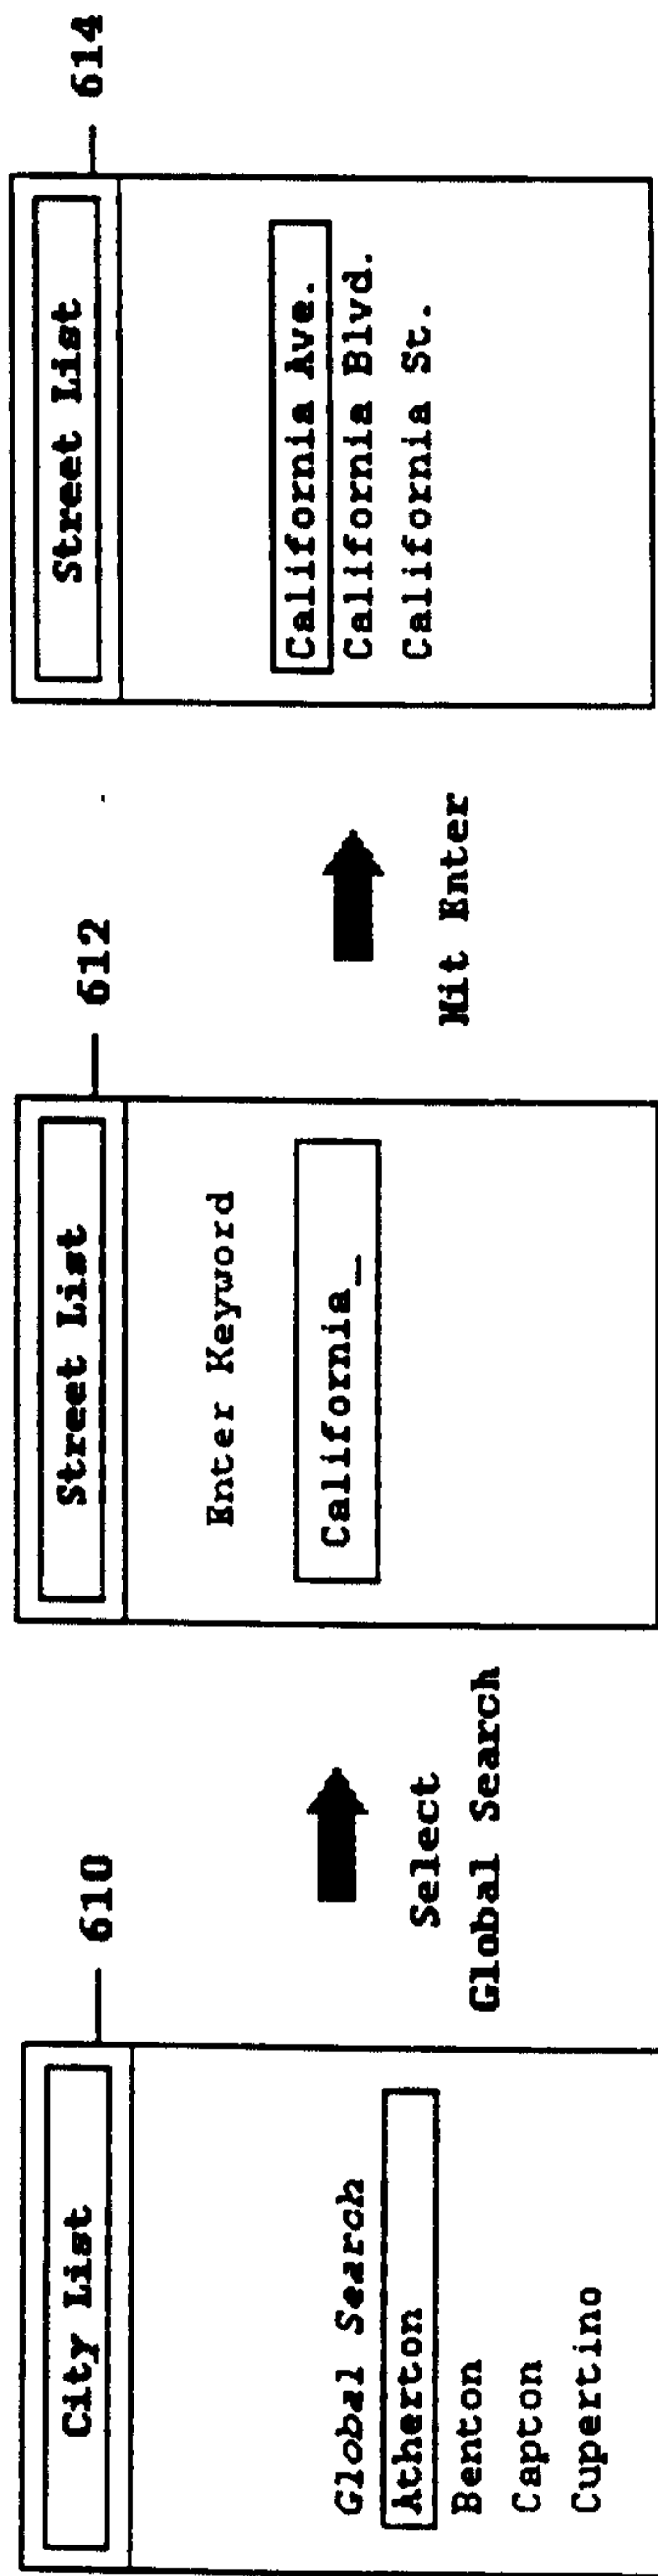 City List
610
Global Search
Atherton
Benton
Capton
Cupertino
Select
Global Search
Street List
612
Enter Keyword
California_
Hit Enter
Street List
614
California Ave.
California Blvd.
California St.